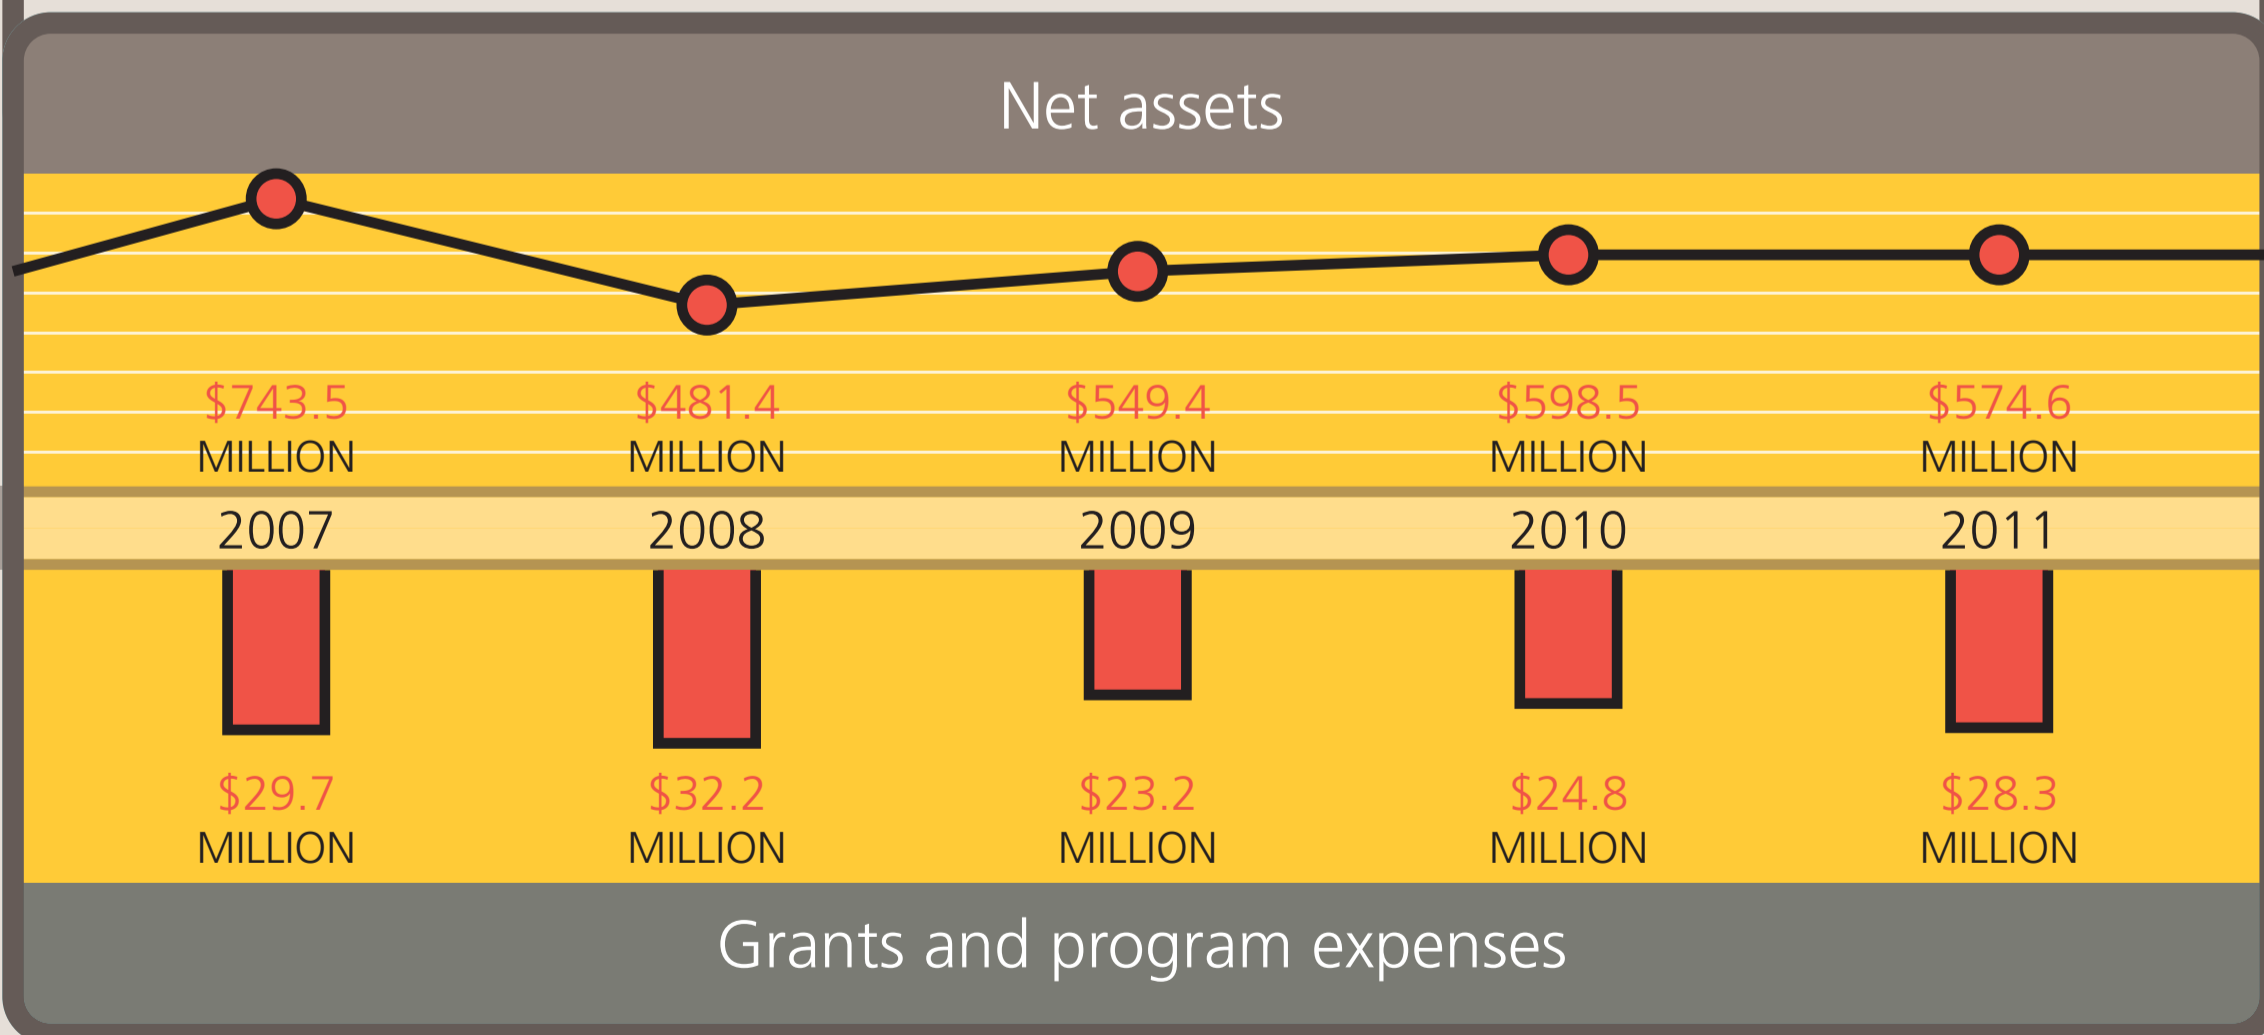 Net assets
$743.5 $481.4 $549.4 $598.5 $574.6
MILLION MILLION MILLION MILLION MILLION
2007 2008 2009 2010 2011
$29.7 $32.2 $23.2 $24.8 $28.3
MILLION MILLION MILLION MILLION MILLION
Grants and program expenses